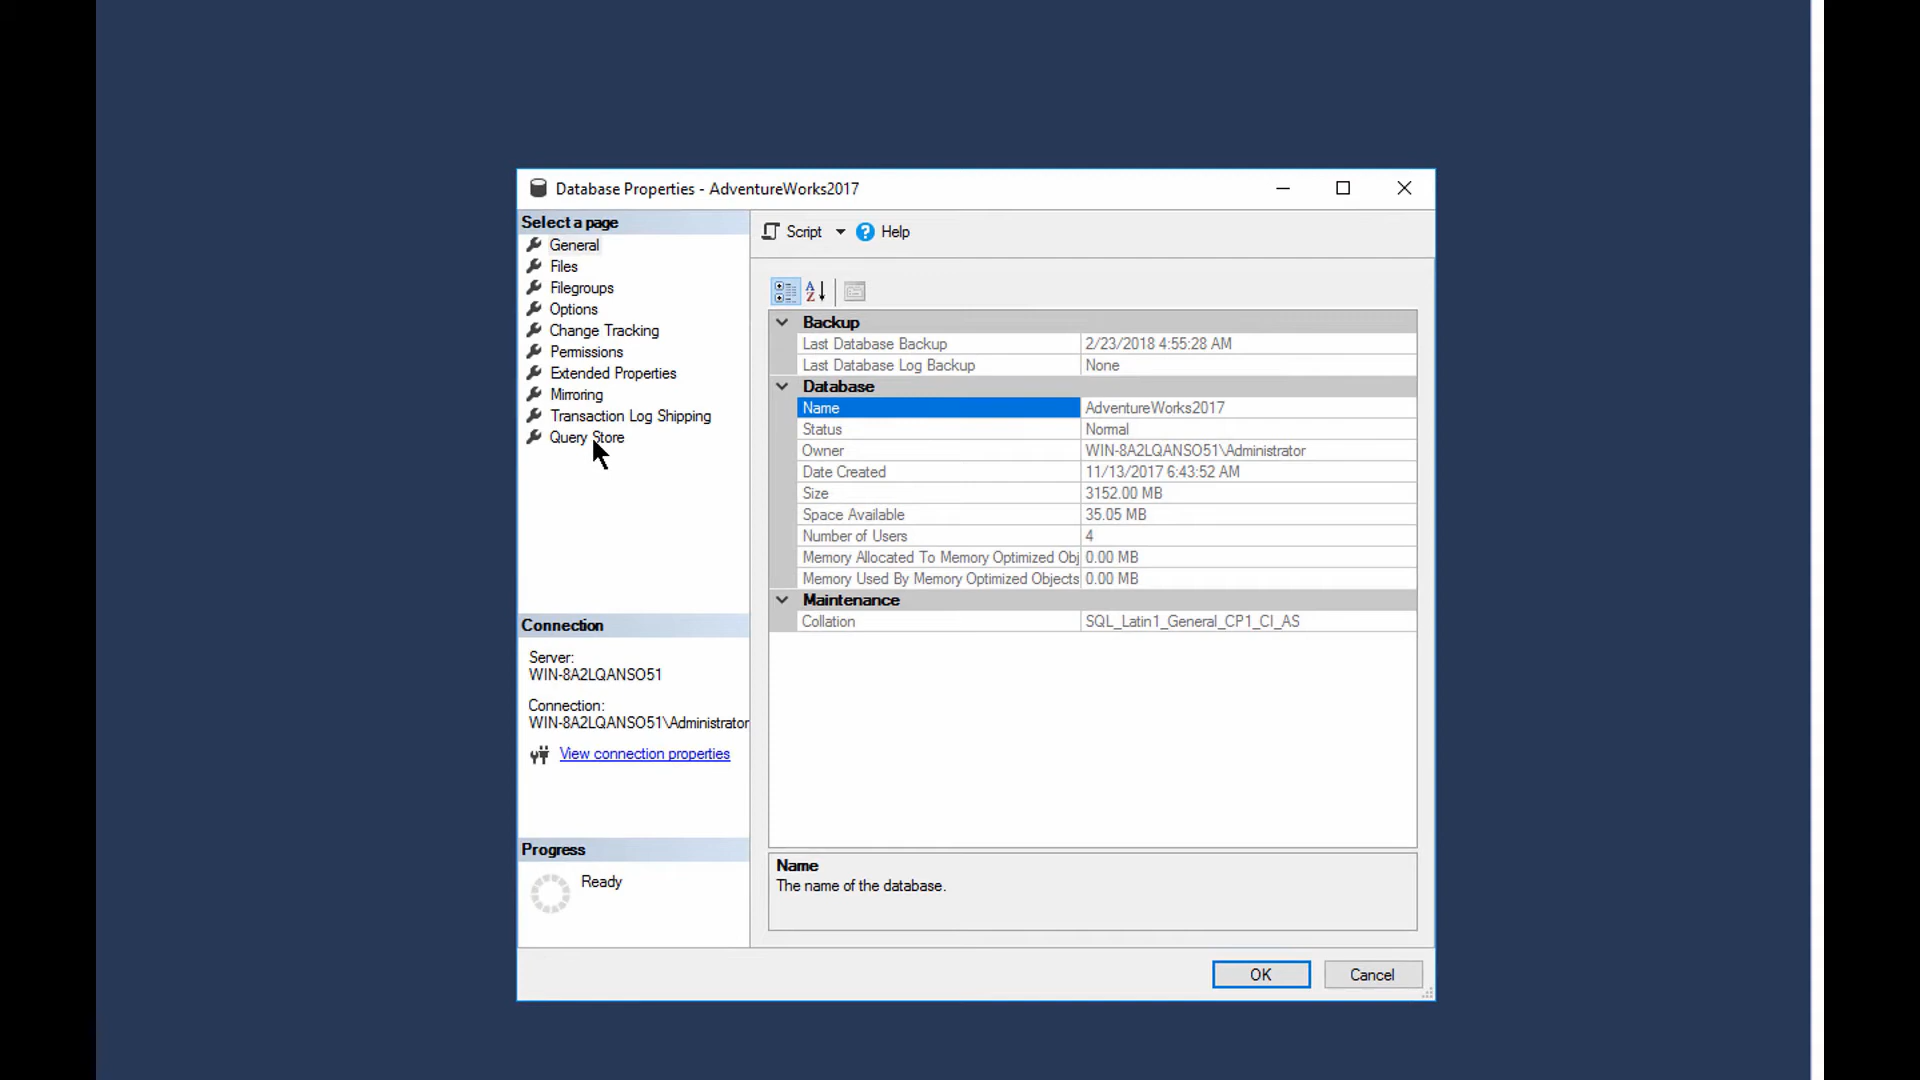 Database Properties - AdventureWorks2017
Select a page
General
Files
Filegroups
Options
Change Tracking
Permissions
Extended Properties
Mirroring
Transaction Log Shipping
Query Store
Connection
Server:
WIN-8A2LQANSO51
Connection:
WIN-8A2LQANSO51\Administrator
View connection properties
Progress
Ready
Script Help
Backup
Last Database Backup 2/23/2018 4:55:28 AM
Last Database Log Backup None
Database
Name AdventureWorks2017
Status Normal
Owner WIN-8A2LQANSO51\Administrator
Date Created 11/13/2017 6:43:52 AM
Size 3152.00 MB
Space Available 35.05 MB
Number of Users 4
Memory Allocated To Memory Optimized Obj 0.00 MB
Memory Used By Memory Optimized Objects 0.00 MB
Maintenance
Collation SQL_Latin1_General_CP1_CI_AS
Name
The name of the database.
OK Cancel